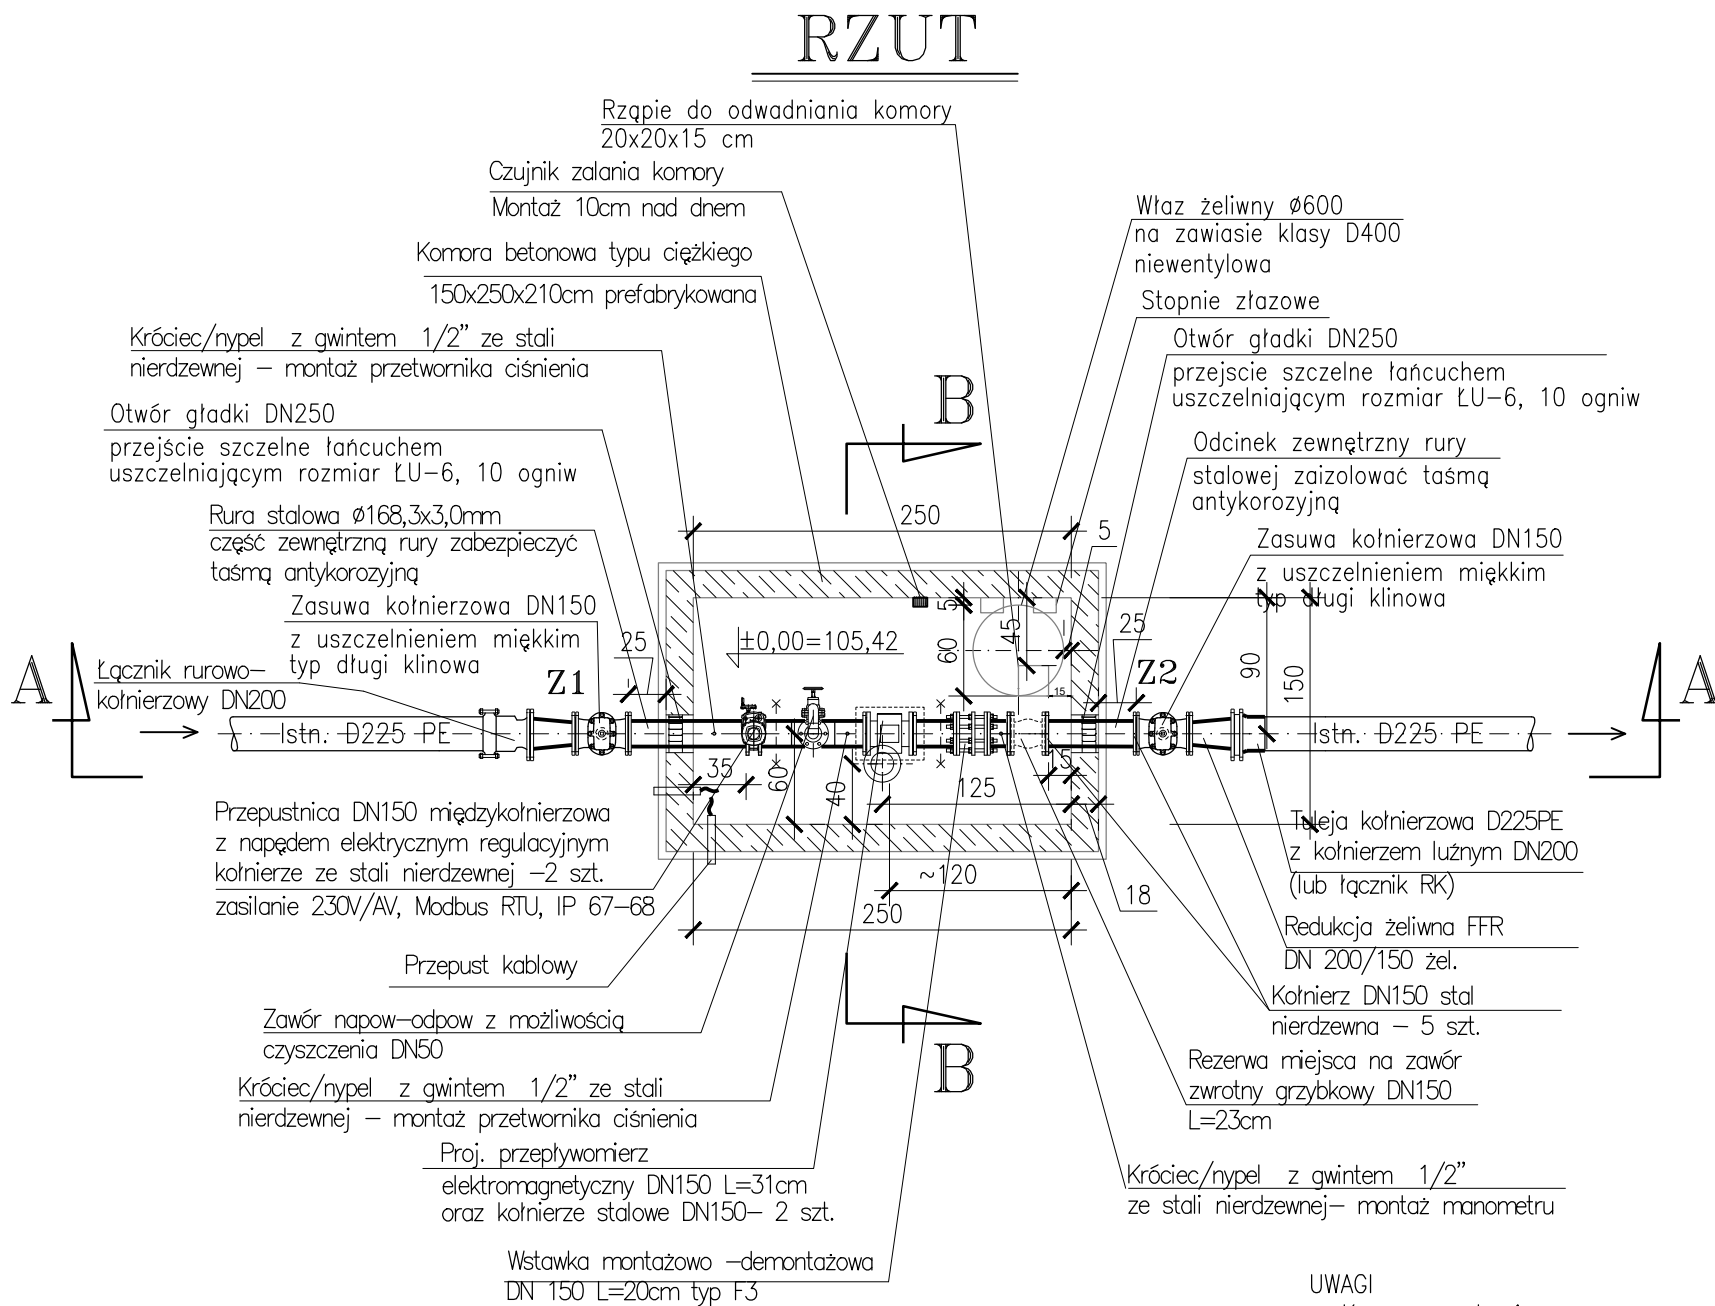 RZUT
Rząpie do odwadniania komory
20x20x15 cm
Czujnik zalania komory
Montaż 10cm nad dnem
Komora betonowa typu ciężkiego
150x250x210cm prefabrykowana
Króciec/nypel z gwintem 1/2" ze stali
nierdzewnej – montaż przetwornika ciśnienia
Otwór gładki DN250
przejście szczelne łańcuchem
uszczelniającym rozmiar ŁU–6, 10 ogniw
Rura stalowa ø168,3x3,0mm
część zewnętrzną rury zabezpieczyć
taśmą antykorozyjną
Zasuwa kołnierzowa DN150
z uszczelnieniem miękkim
typ długi klinowa
Łącznik rurowo–
kołnierzowy DN200
Właz żeliwny ø600
na zawiasie klasy D400
niewentylowa
Stopnie złazowe
Otwór gładki DN250
przejscie szczelne łańcuchem
uszczelniającym rozmiar ŁU–6, 10 ogniw
Odcinek zewnętrzny rury
stalowej zaizolować taśmą
antykorozyjną
Zasuwa kołnierzowa DN150
z uszczelnieniem miękkim
typ długi klinowa
B
250
5
5
45
60
±0,00=105,42
25
25
90
150
A
Z1
Z2
A
15
Istn. D225 PE
Istn. D225 PE
35
60
40
125
15
~120
18
250
B
Przepustnica DN150 międzykołnierzowa
z napędem elektrycznym regulacyjnym
kołnierze ze stali nierdzewnej –2 szt.
zasilanie 230V/AV, Modbus RTU, IP 67–68
Przepust kablowy
Zawór napow–odpow z możliwością
czyszczenia DN50
Króciec/nypel z gwintem 1/2" ze stali
nierdzewnej – montaż przetwornika ciśnienia
Proj. przepływomierz
elektromagnetyczny DN150 L=31cm
oraz kołnierze stalowe DN150– 2 szt.
Wstawka montażowo –demontażowa
DN 150 L=20cm typ F3
Tuleja kołnierzowa D225PE
z kołnierzem luźnym DN200
(lub łącznik RK)
Redukcja żeliwna FFR
DN 200/150 żel.
Kołnierz DN150 stal
nierdzewna – 5 szt.
Rezerwa miejsca na zawór
zwrotny grzybkowy DN150
L=23cm
Króciec/nypel z gwintem 1/2"
ze stali nierdzewnej– montaż manometru
UWAGI